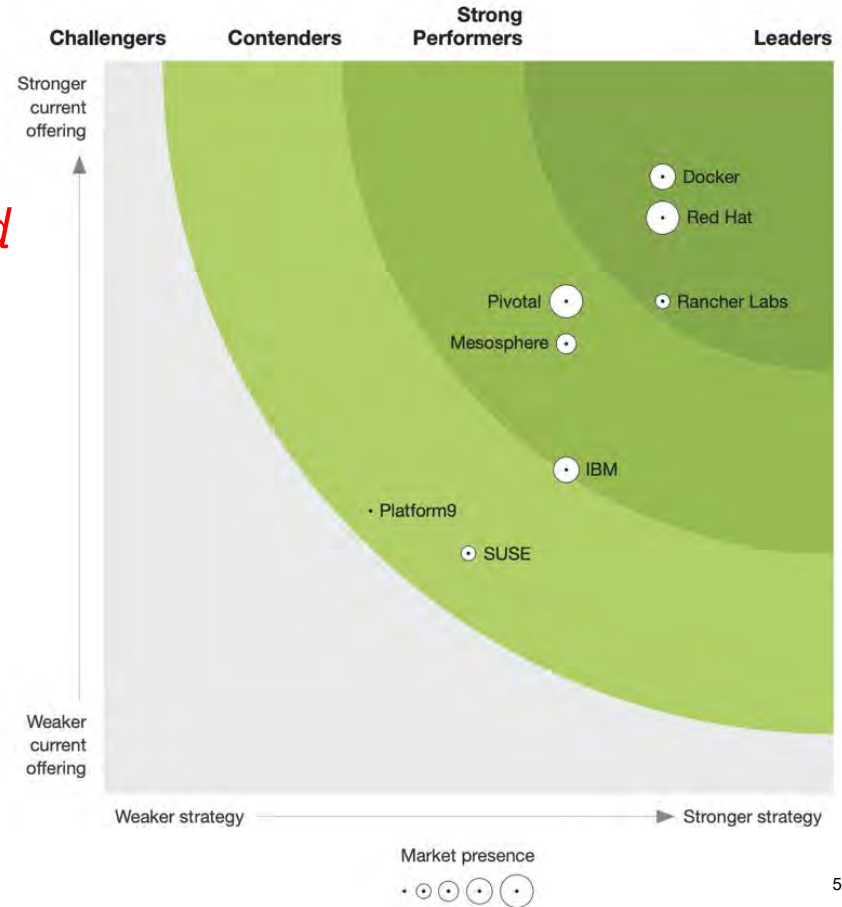 Strong
Challengers Contenders Performers Leaders
Stronger
current
offering
Docker
Red Hat
Pivotal
Rancher Labs
Mesosphere
IBM
Platform9
SUSE
Weaker
current
offering
Weaker strategy Stronger strategy
Market presence
5